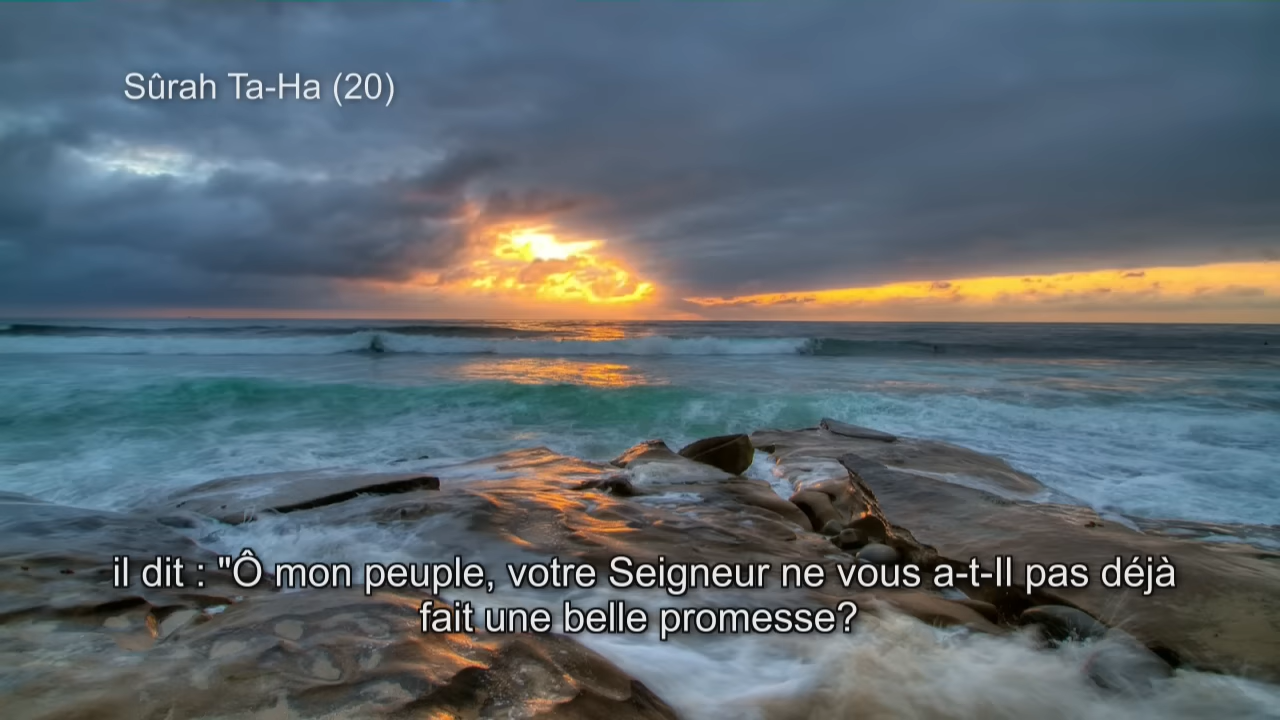 Sûrah Ta-Ha (20)
il dit : "Ô mon peuple, votre Seigneur ne vous a-t-Il pas déjà
fait une belle promesse?